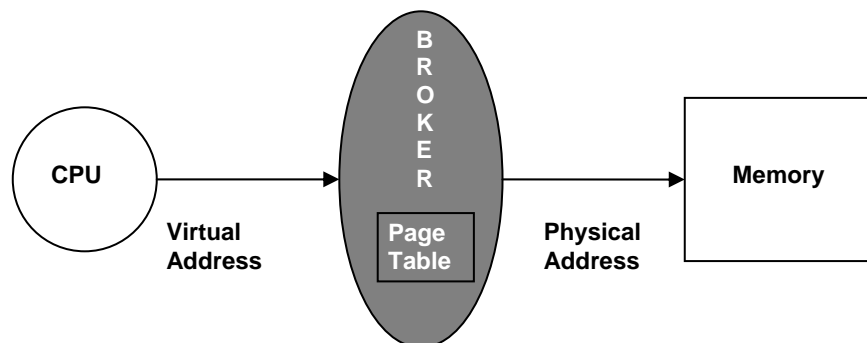 B
R
O
K
E
R
CPU
Memory
Virtual
Address
Page
Table
Physical
Address